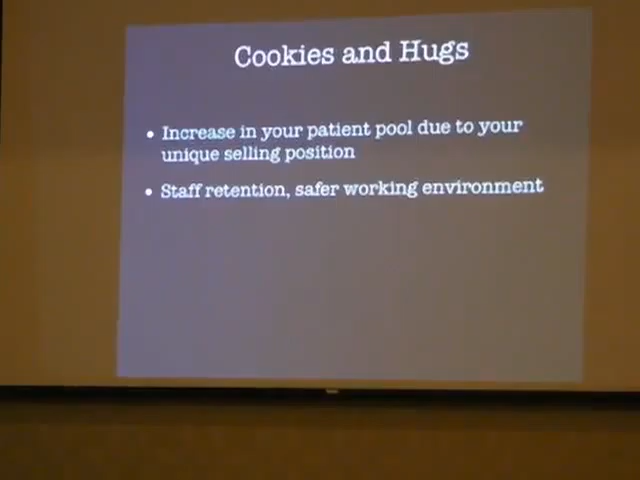 Cookies and Hugs
• Increase in your patient pool due to your
unique selling position
• Staff retention, safer working environment